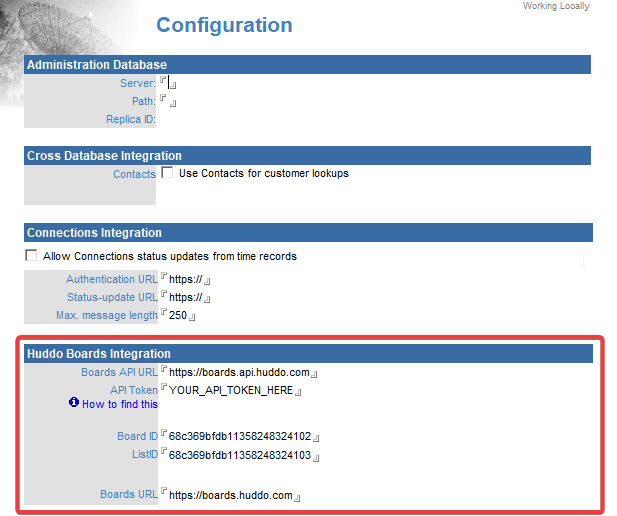 Working Locally
Configuration
Administration Database
Server:
Path:
Replica ID:
Cross Database Integration
Contacts Use Contacts for customer lookups
Connections Integration
Allow Connections status updates from time records
Authentication URL https://
Status-update URL https://
Max. message length 250
Huddo Boards Integration
Boards API URL https://boards.api.huddo.com
API Token YOUR_API_TOKEN_HERE
How to find this
Board ID 68c369bfdb11358248324102
ListID 68c369bfdb11358248324103
Boards URL https://boards.huddo.com